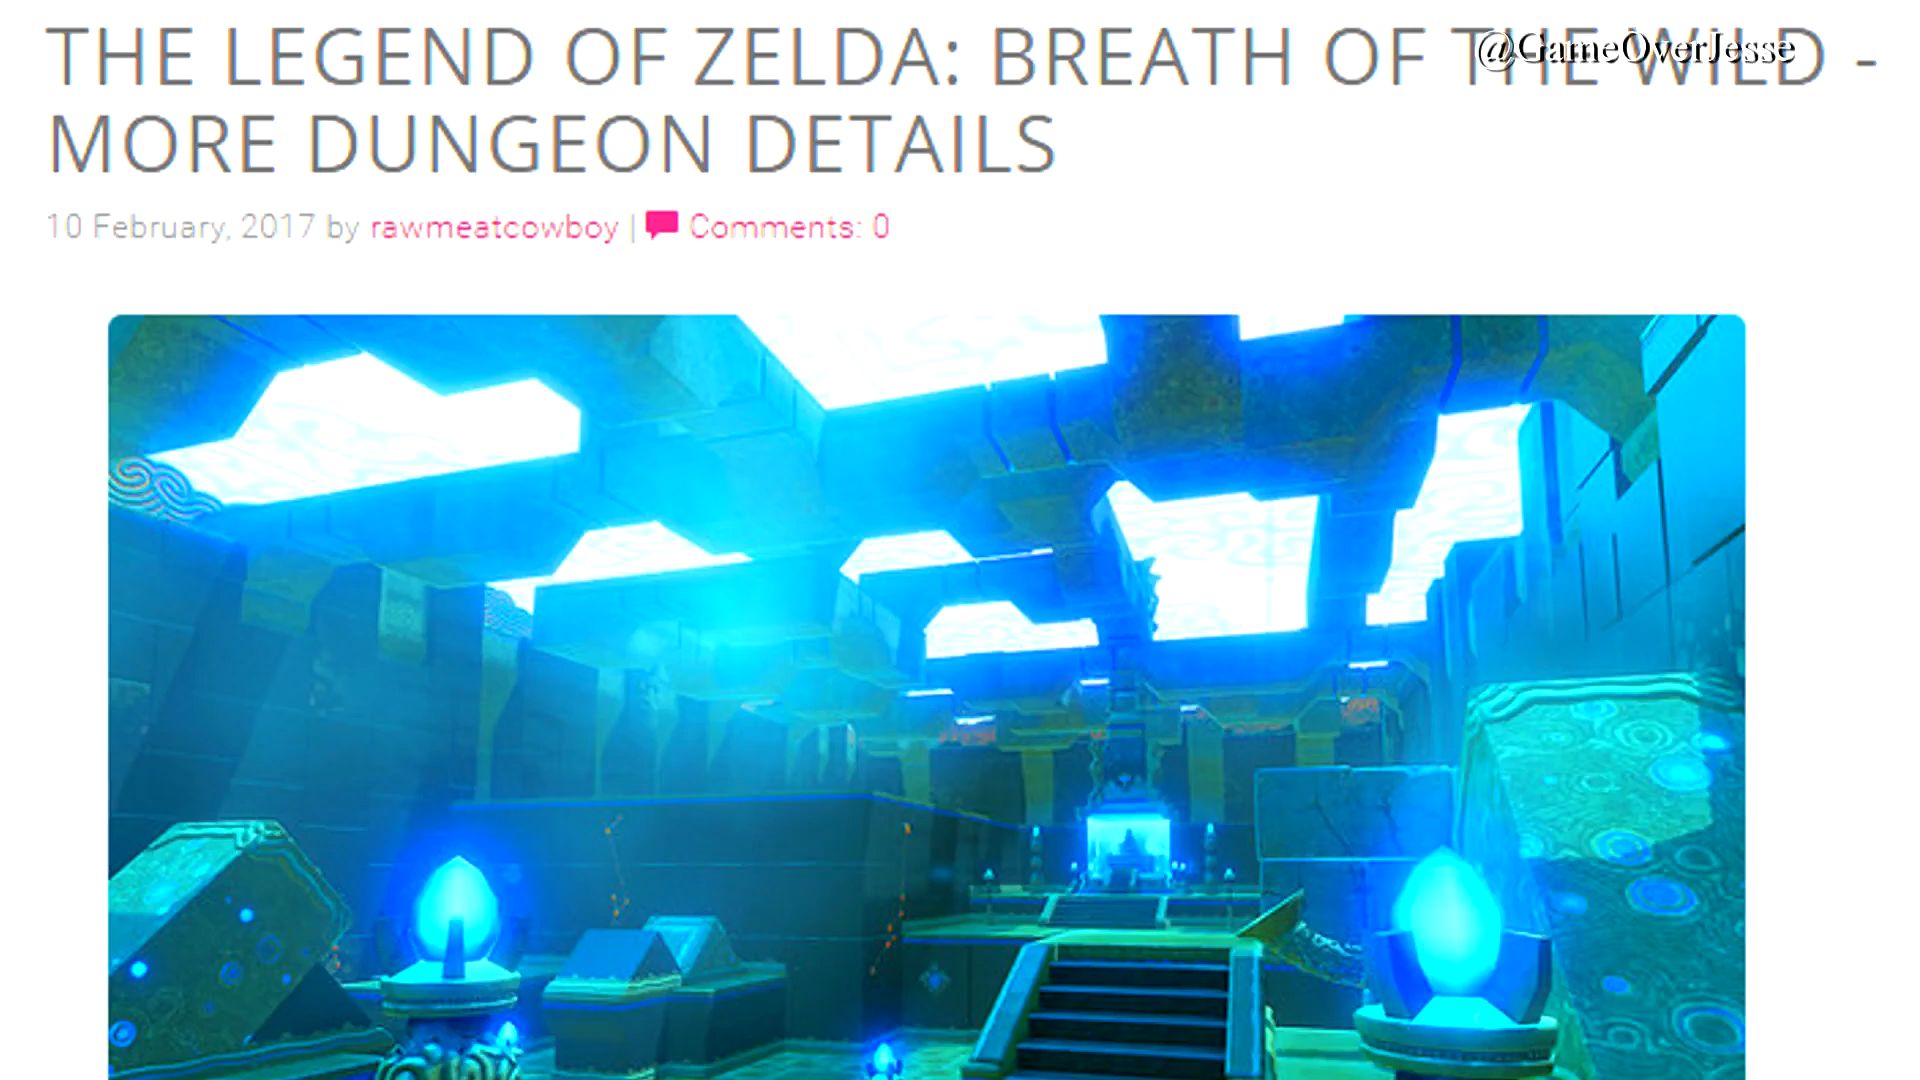 THE LEGEND OF ZELDA: BREATH OF THE WILD -
@GameOverJesse
MORE DUNGEON DETAILS
10 February, 2017 by rawmeatcowboy | Comments: 0